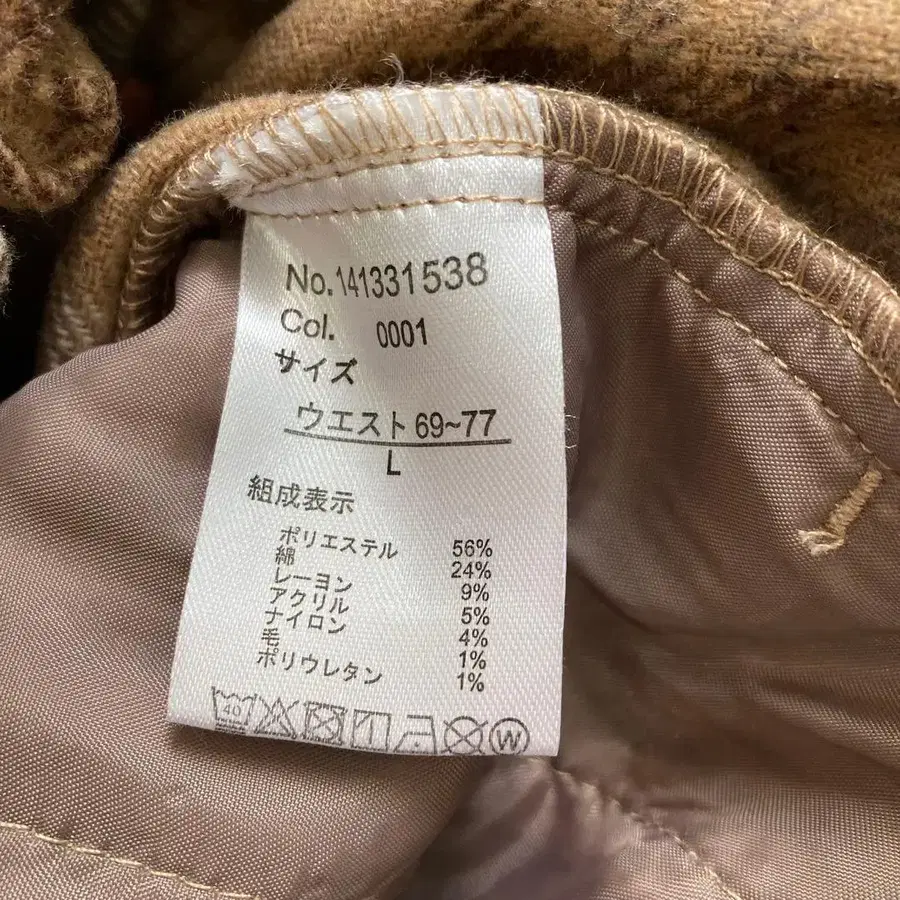 No.141331538
Col. 0001
サイズ
ウエスト 69~77
L
組成表示
ポリエステル 56%
綿 24%
レーヨン 9%
アクリル 5%
ナイロン 4%
毛 1%
ポリウレタン 1%
40
W